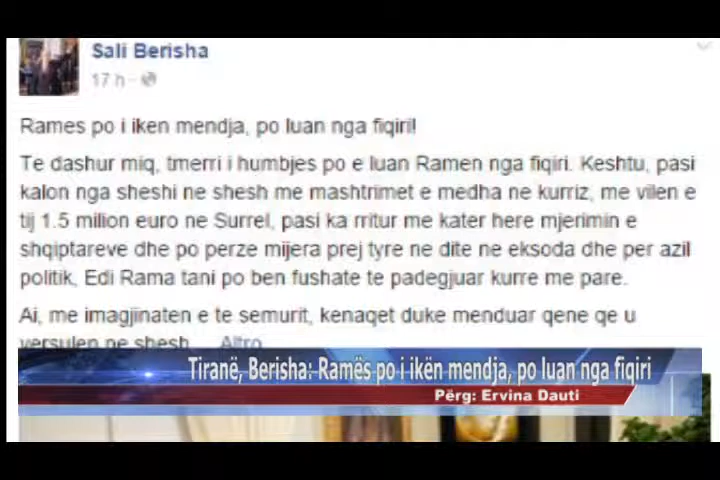 Sali Berisha
17 h
Rames po i iken mendja, po luan nga fiqiri!
Te dashur miq, tmerri i humbjes po e luan Ramen nga fiqiri. Keshtu, pasi
kalon nga sheshi ne shesh me mashtrimet e medha ne kurriz, me vilen e
tij 1.5 milion euro ne Surrel, pasi ka rritur me kater here mjerimin e
shqiptareve dhe po perze mijera prej tyre ne dite ne eksoda dhe per azil
politik, Edi Rama tani po ben fushate te padegjuar kurre me pare.
Ai, me imagjinaten e te semurit, kenaqet duke menduar qene qe u
versulen ne shesh... Altro...
Tiranë, Berisha: Ramës po i ikën mendja, po luan nga fiqiri
Përg: Ervina Dauti